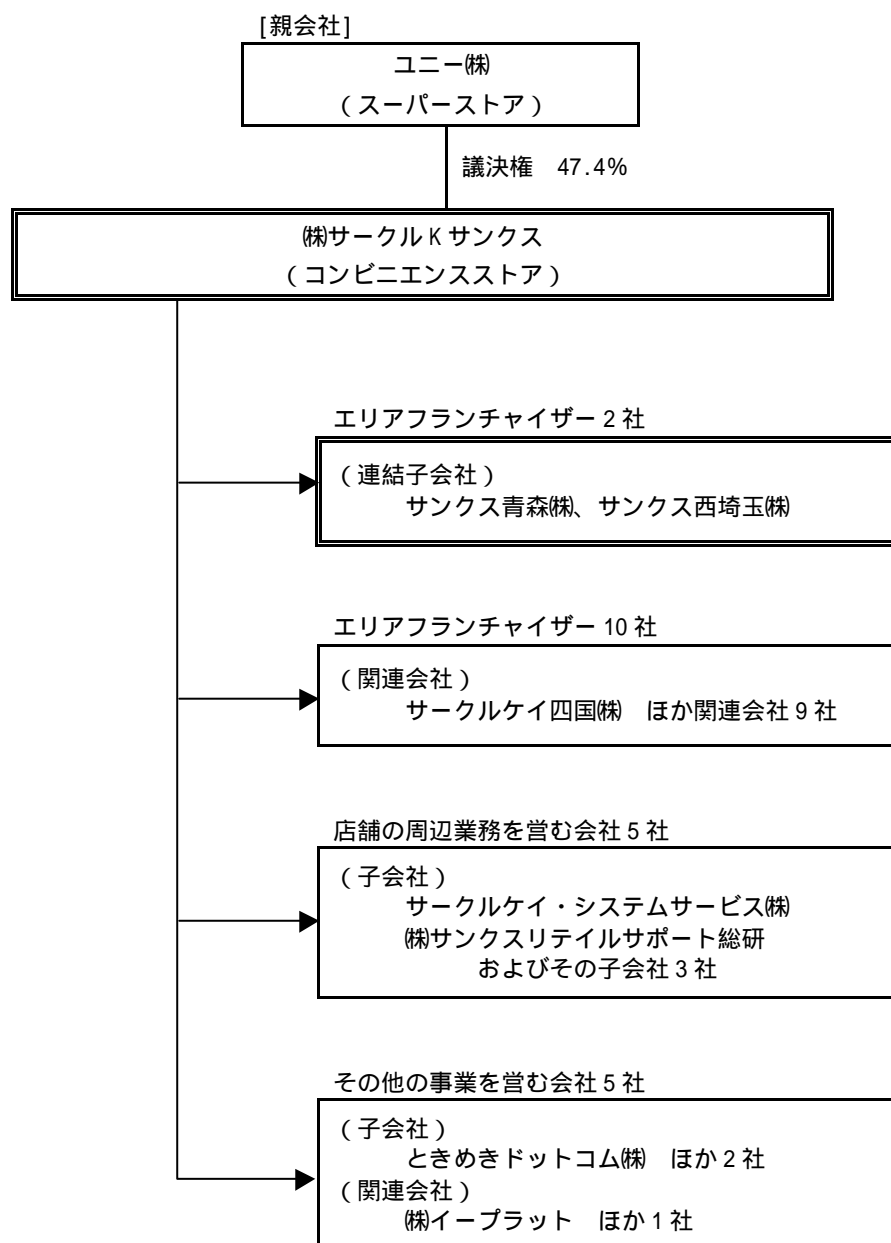 [親会社]
ユニー㈱
（スーパーストア）
議決権　47.4%
㈱サークルKサンクス
（コンビニエンスストア）
エリアフランチャイザー2社
（連結子会社）
サンクス青森㈱、サンクス西埼玉㈱
エリアフランチャイザー10社
（関連会社）
サークルケイ四国㈱　ほか関連会社9社
店舗の周辺業務を営む会社5社
（子会社）
サークルケイ・システムサービス㈱
㈱サンクスリテイルサポート総研
およびその子会社3社
その他の事業を営む会社5社
（子会社）
ときめきドットコム㈱　ほか2社
（関連会社）
㈱イープラット　ほか1社